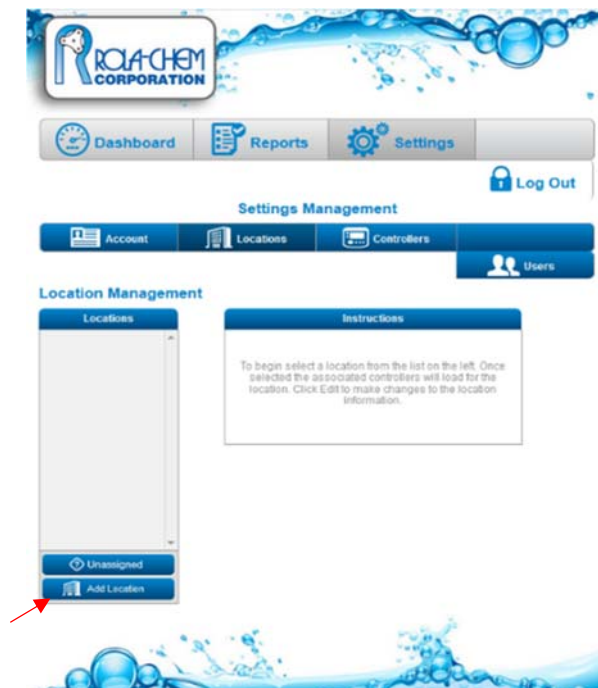 ROLA-CHEM
CORPORATION
Dashboard
Reports
Settings
Log Out
Settings Management
Account
Locations
Controllers
Users
Location Management
Locations
Instructions
To begin select a location from the list on the left. Once
selected the associated controllers will load for the
location. Click Edit to make changes to the location
information.
Unassigned
Add Location